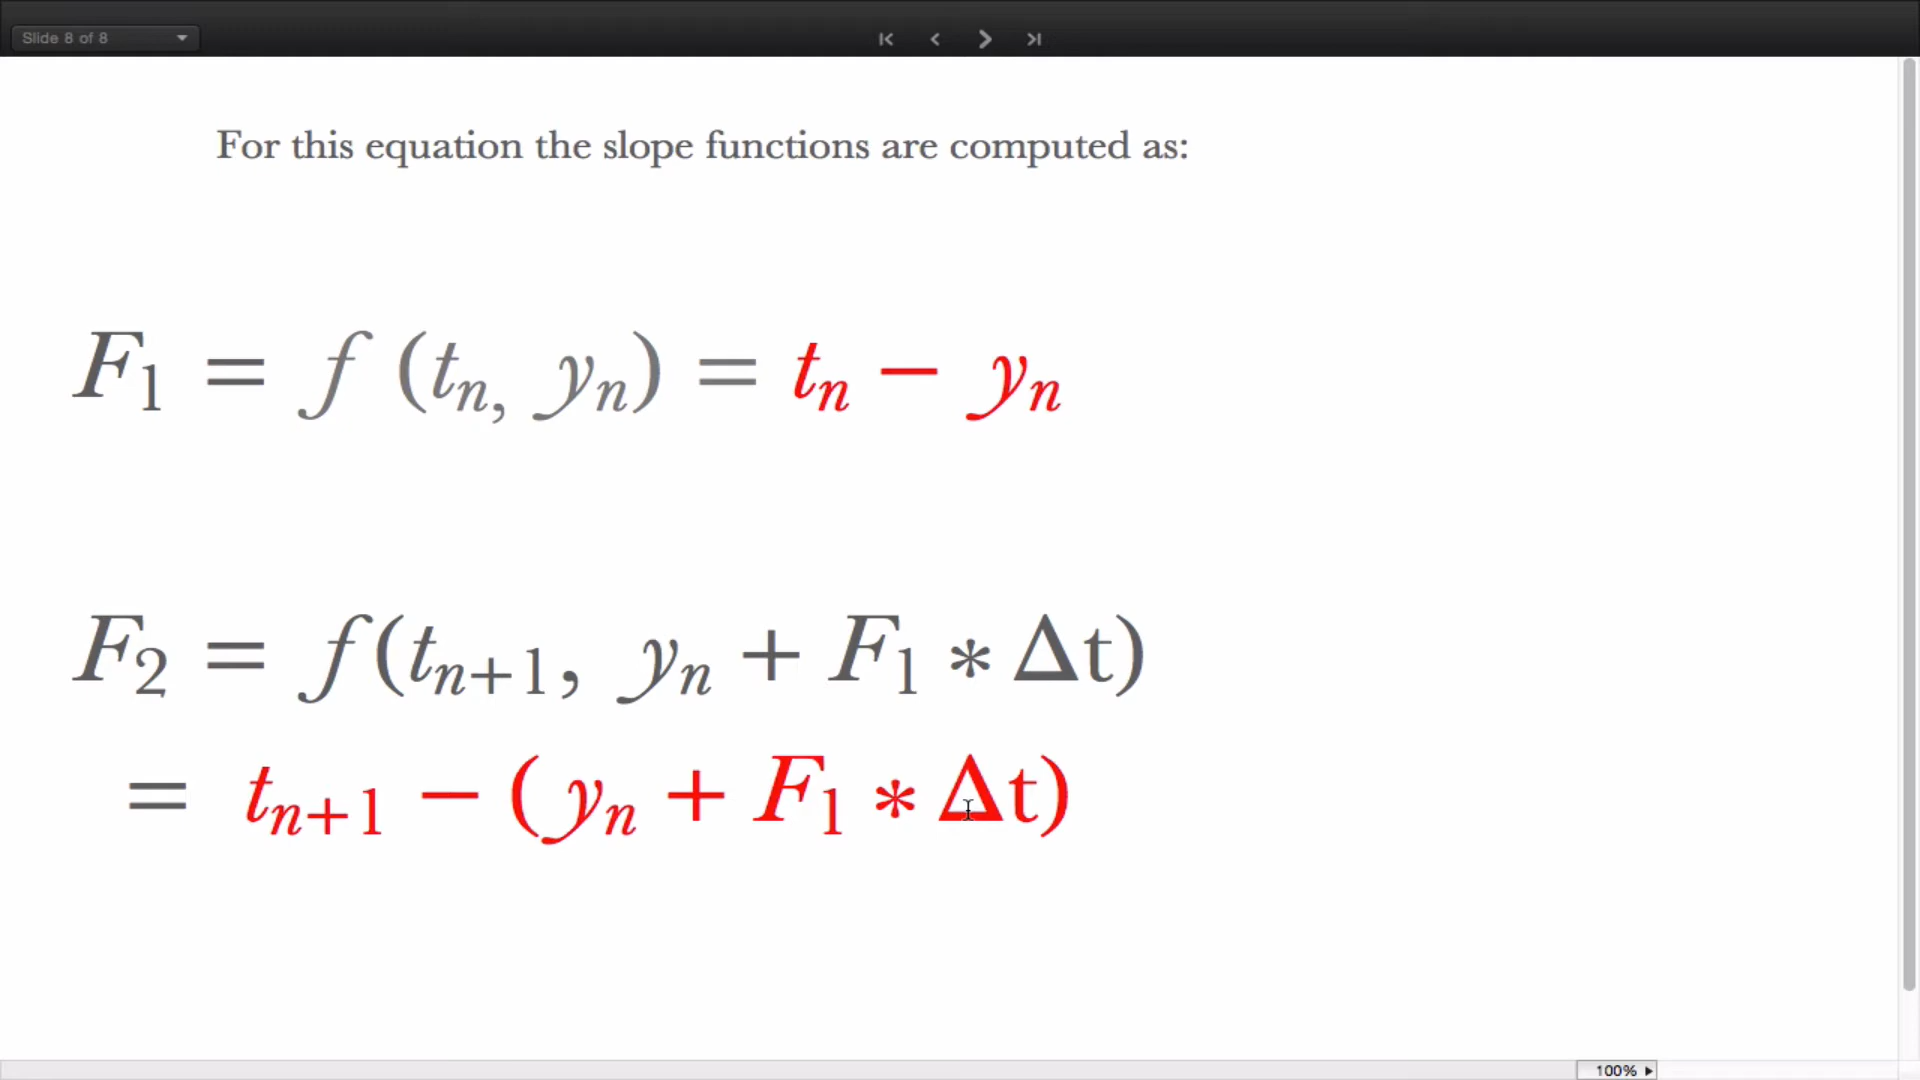 Slide 8 of 8
For this equation the slope functions are computed as:
F₁ = f (tₙ, yₙ) = tₙ − yₙ
F₂ = f(tₙ₊₁, yₙ + F₁ ∗ Δt)
= tₙ₊₁ − (yₙ + F₁ ∗ Δt)
100%